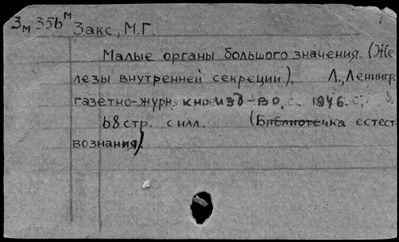 3м 35б м Закс, М.Г.
Малые органы большого значения. (Же
лезы внутренней секреции). Л., Ленингр.
газетно-журн. кн. изд-во, 1946.
68 стр. с илл. (Библиотечка естест
вознания)